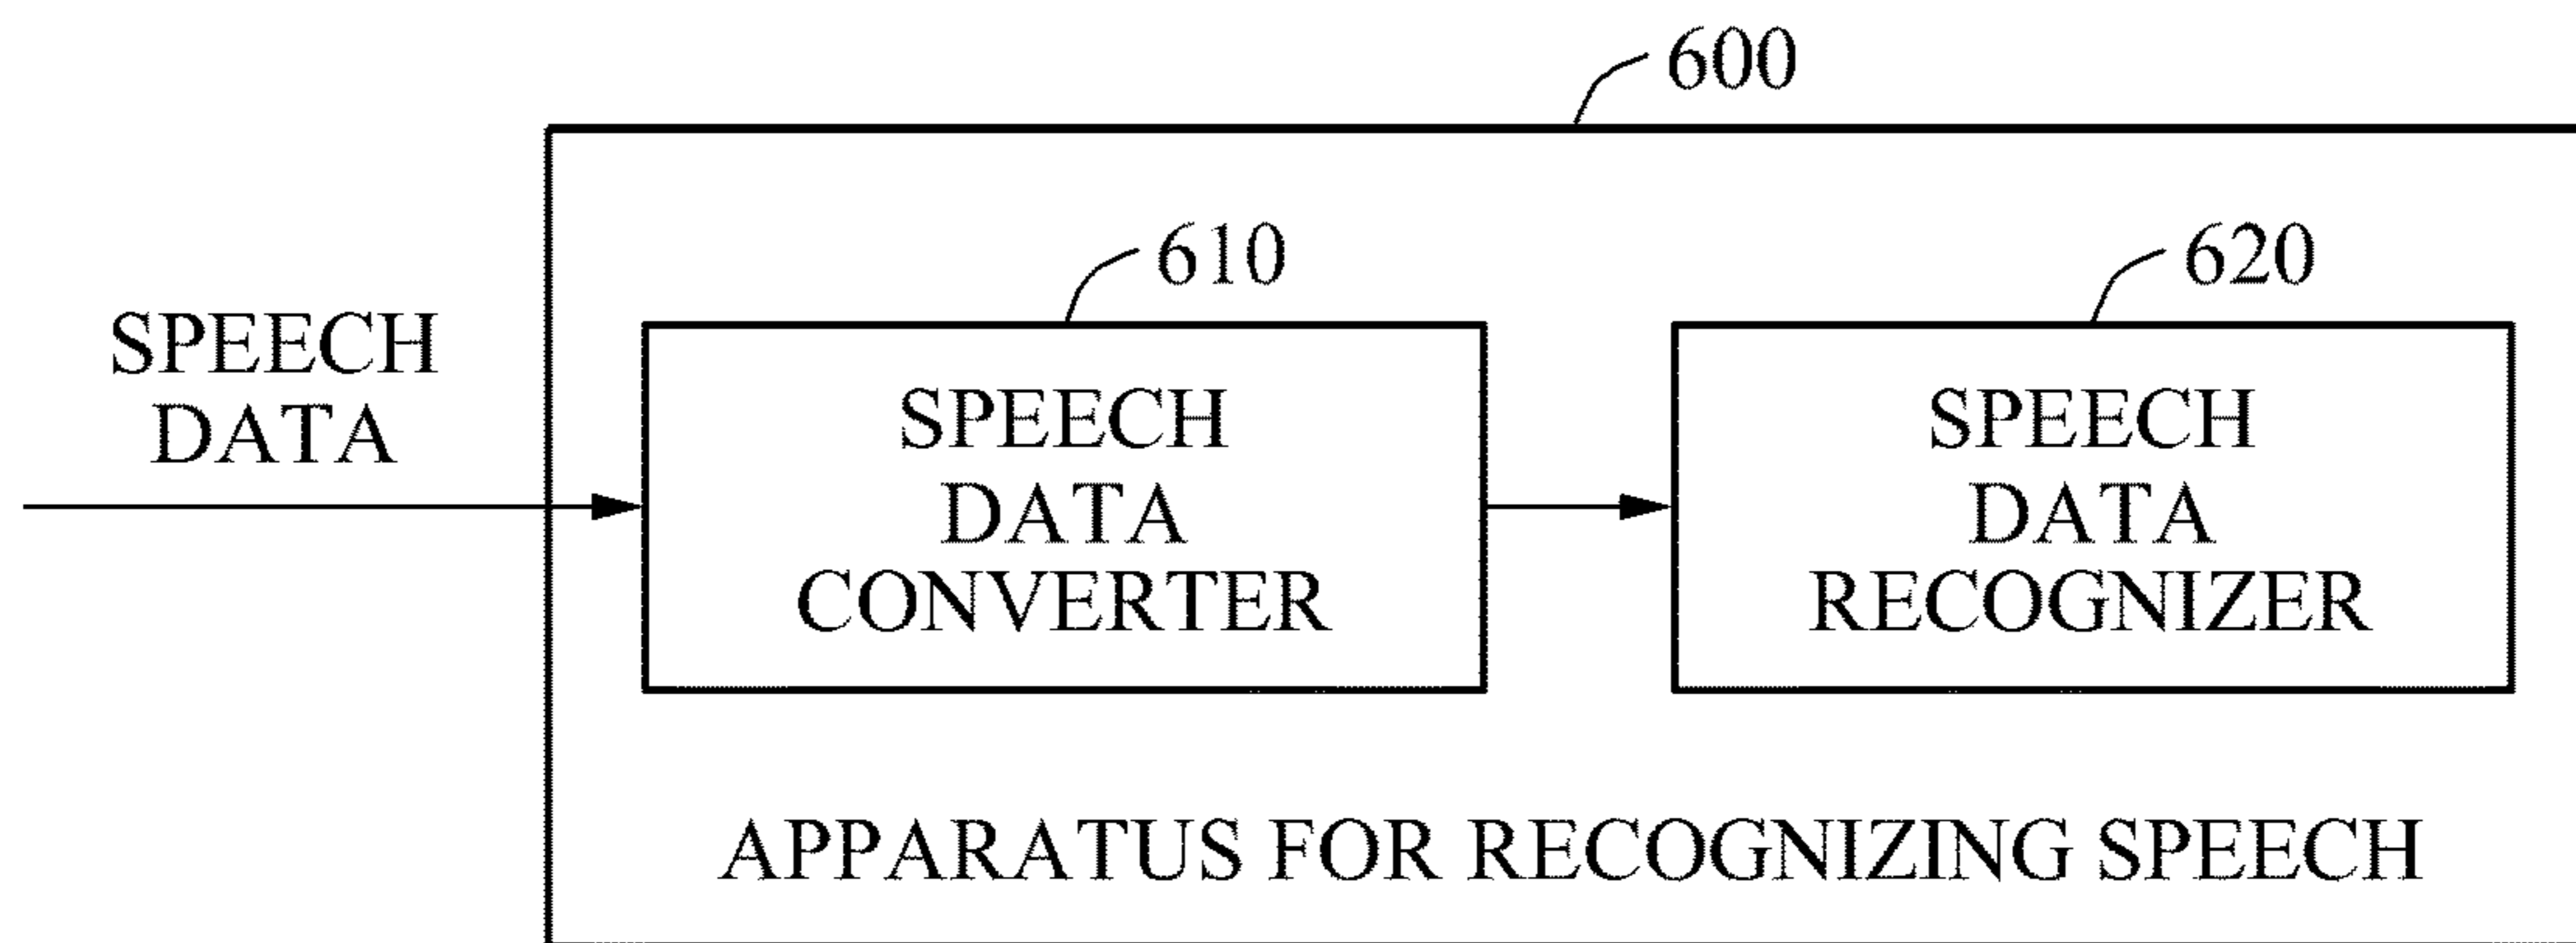 600
610
620
SPEECH
DATA
SPEECH
DATA
CONVERTER
SPEECH
DATA
RECOGNIZER
APPARATUS FOR RECOGNIZING SPEECH